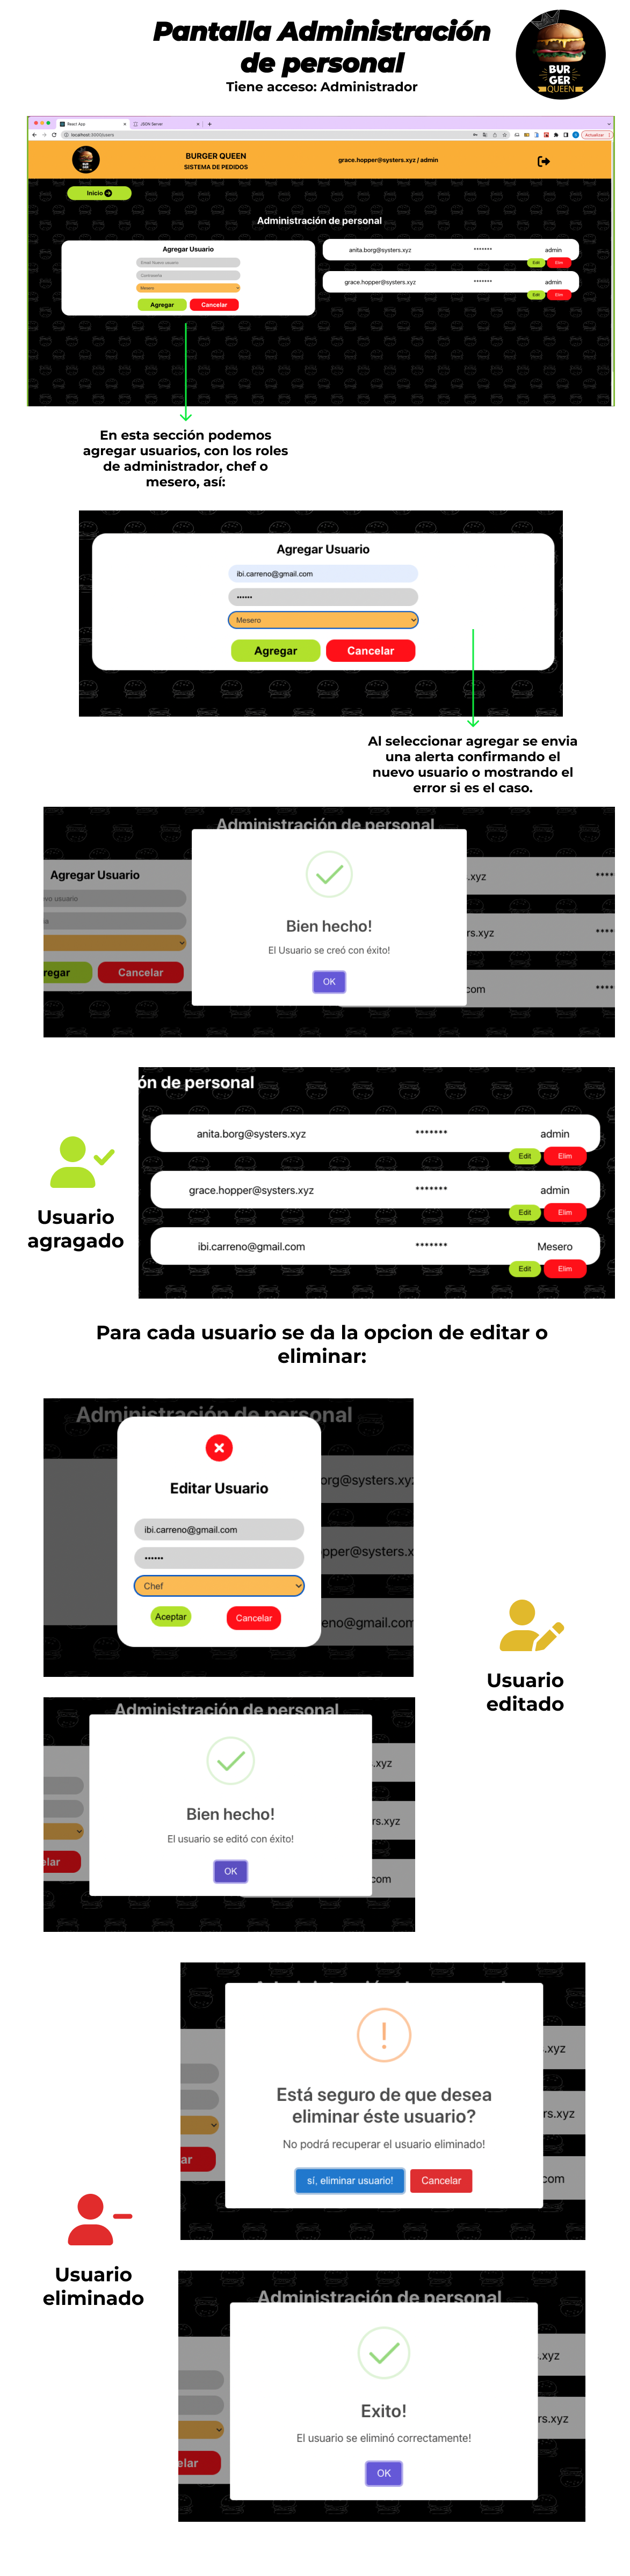 Pantalla Administración
de personal
Tiene acceso: Administrador
BUR
GER
QUEEN
React App
JSON Server
localhost:3000/users
Actualizar
BURGER QUEEN
SISTEMA DE PEDIDOS
grace.hopper@systers.xyz / admin
Inicio
Administración de personal
Agregar Usuario
Email Nuevo usuario
Contraseña
Mesero
Agregar
Cancelar
anita.borg@systers.xyz
*******
admin
Edit
Elim
grace.hopper@systers.xyz
*******
admin
Edit
Elim
En esta sección podemos
agregar usuarios, con los roles
de administrador, chef o
mesero, así:
Agregar Usuario
ibi.carreno@gmail.com
••••••
Mesero
Agregar
Cancelar
Al seleccionar agregar se envia
una alerta confirmando el
nuevo usuario o mostrando el
error si es el caso.
Administración de personal
Agregar Usuario
vo usuario
a
regar
Cancelar
.xyz
****
rs.xyz
****
com
****
Bien hecho!
El Usuario se creó con éxito!
OK
ón de personal
anita.borg@systers.xyz
*******
admin
Edit
Elim
grace.hopper@systers.xyz
*******
admin
Edit
Elim
ibi.carreno@gmail.com
*******
Mesero
Edit
Elim
Usuario
agragado
Para cada usuario se da la opcion de editar o
eliminar:
Administración de personal
Editar Usuario
ibi.carreno@gmail.com
••••••
Chef
Aceptar
Cancelar
org@systers.xyz
pper@systers.x
eno@gmail.com
Usuario
editado
Administración de personal
Bien hecho!
El usuario se editó con éxito!
OK
elar
.xyz
rs.xyz
com
Está seguro de que desea
eliminar éste usuario?
No podrá recuperar el usuario eliminado!
sí, eliminar usuario!
Cancelar
ar
.xyz
rs.xyz
com
Usuario
eliminado
Administración de personal
Exito!
El usuario se eliminó correctamente!
OK
elar
.xyz
rs.xyz